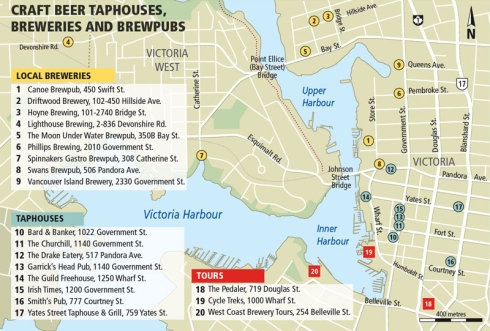 CRAFT BEER TAPHOUSES,
BREWERIES AND BREWPUBS
Hillside Ave.
Bridge St.
2
3
1
N
Devonshire Rd.
4
VICTORIA
WEST
5
Bay St.
Point Ellice
(Bay Street)
Bridge
9
Queens Ave.
LOCAL BREWERIES
1 Canoe Brewpub, 450 Swift St.
2 Driftwood Brewery, 102-450 Hillside Ave.
3 Hoyne Brewing, 101-2740 Bridge St.
4 Lighthouse Brewing, 2-836 Devonshire Rd.
5 The Moon Under Water Brewpub, 350B Bay St.
6 Phillips Brewing, 2010 Government St.
7 Spinnakers Gastro Brewpub, 308 Catherine St.
8 Swans Brewpub, 506 Pandora Ave.
9 Vancouver Island Brewery, 2330 Government St.
Catherine St.
Upper
Harbour
6
Pembroke St.
17
Store St.
Government St.
Douglas St.
Blanshard St.
1
Esquimalt Rd.
7
8
12
VICTORIA
Johnson
Street
Bridge
Pandora Ave.
TAPHOUSES
10 Bard & Banker, 1022 Government St.
11 The Churchill, 1140 Government St.
12 The Drake Eatery, 517 Pandora Ave.
13 Garrick's Head Pub, 1140 Government St.
14 The Guild Freehouse, 1250 Wharf St.
15 Irish Times, 1200 Government St.
16 Smith's Pub, 777 Courtney St.
17 Yates Street Taphouse & Grill, 759 Yates St.
Victoria Harbour
14
Yates St.
15
13
11
10
17
Wharf St.
Fort St.
Inner
Harbour
19
16
Humboldt St.
Courtney St.
20
TOURS
18 The Pedaler, 719 Douglas St.
19 Cycle Treks, 1000 Wharf St.
20 West Coast Brewery Tours, 254 Belleville St.
Belleville St.
18
400 metres